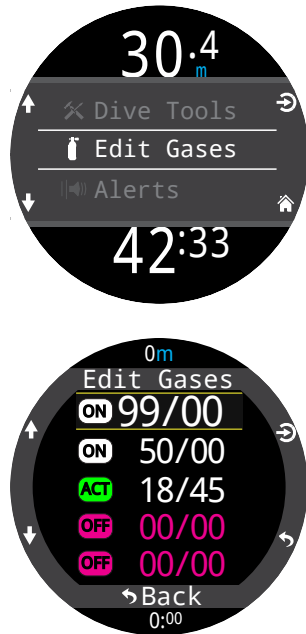 30.4
m
Dive Tools
Edit Gases
Alerts
42:33
0m
Edit Gases
ON 99/00
ON 50/00
ACT 18/45
OFF 00/00
OFF 00/00
Back
0:00